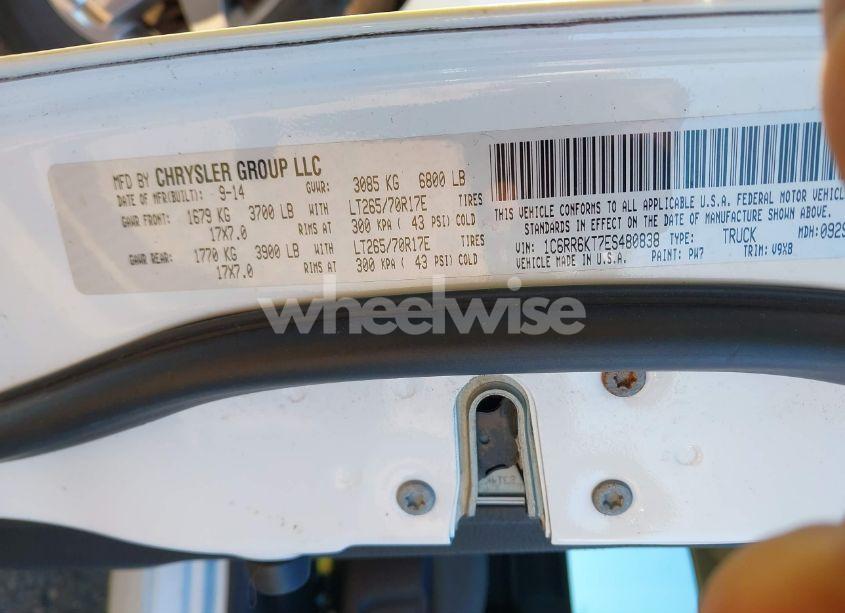 MFD BY CHRYSLER GROUP LLC
DATE OF MFR(BUILT): 9-14 GVWR: 3085 KG 6800 LB
GAWR FRONT: 1679 KG 3700 LB WITH LT265/70R17E TIRES
17X7.0 RIMS AT 300 KPA ( 43 PSI) COLD
GAWR REAR: 1770 KG 3900 LB WITH LT265/70R17E TIRES
17X7.0 RIMS AT 300 KPA ( 43 PSI) COLD
THIS VEHICLE CONFORMS TO ALL APPLICABLE U.S.A. FEDERAL MOTOR VEHICLE
STANDARDS IN EFFECT ON THE DATE OF MANUFACTURE SHOWN ABOVE.
VIN: 1C6RR6KT7ES480838 TYPE: TRUCK MDH: 0929
VEHICLE MADE IN U.S.A. PAINT: PW7 TRIM: V9X8
wheelwise